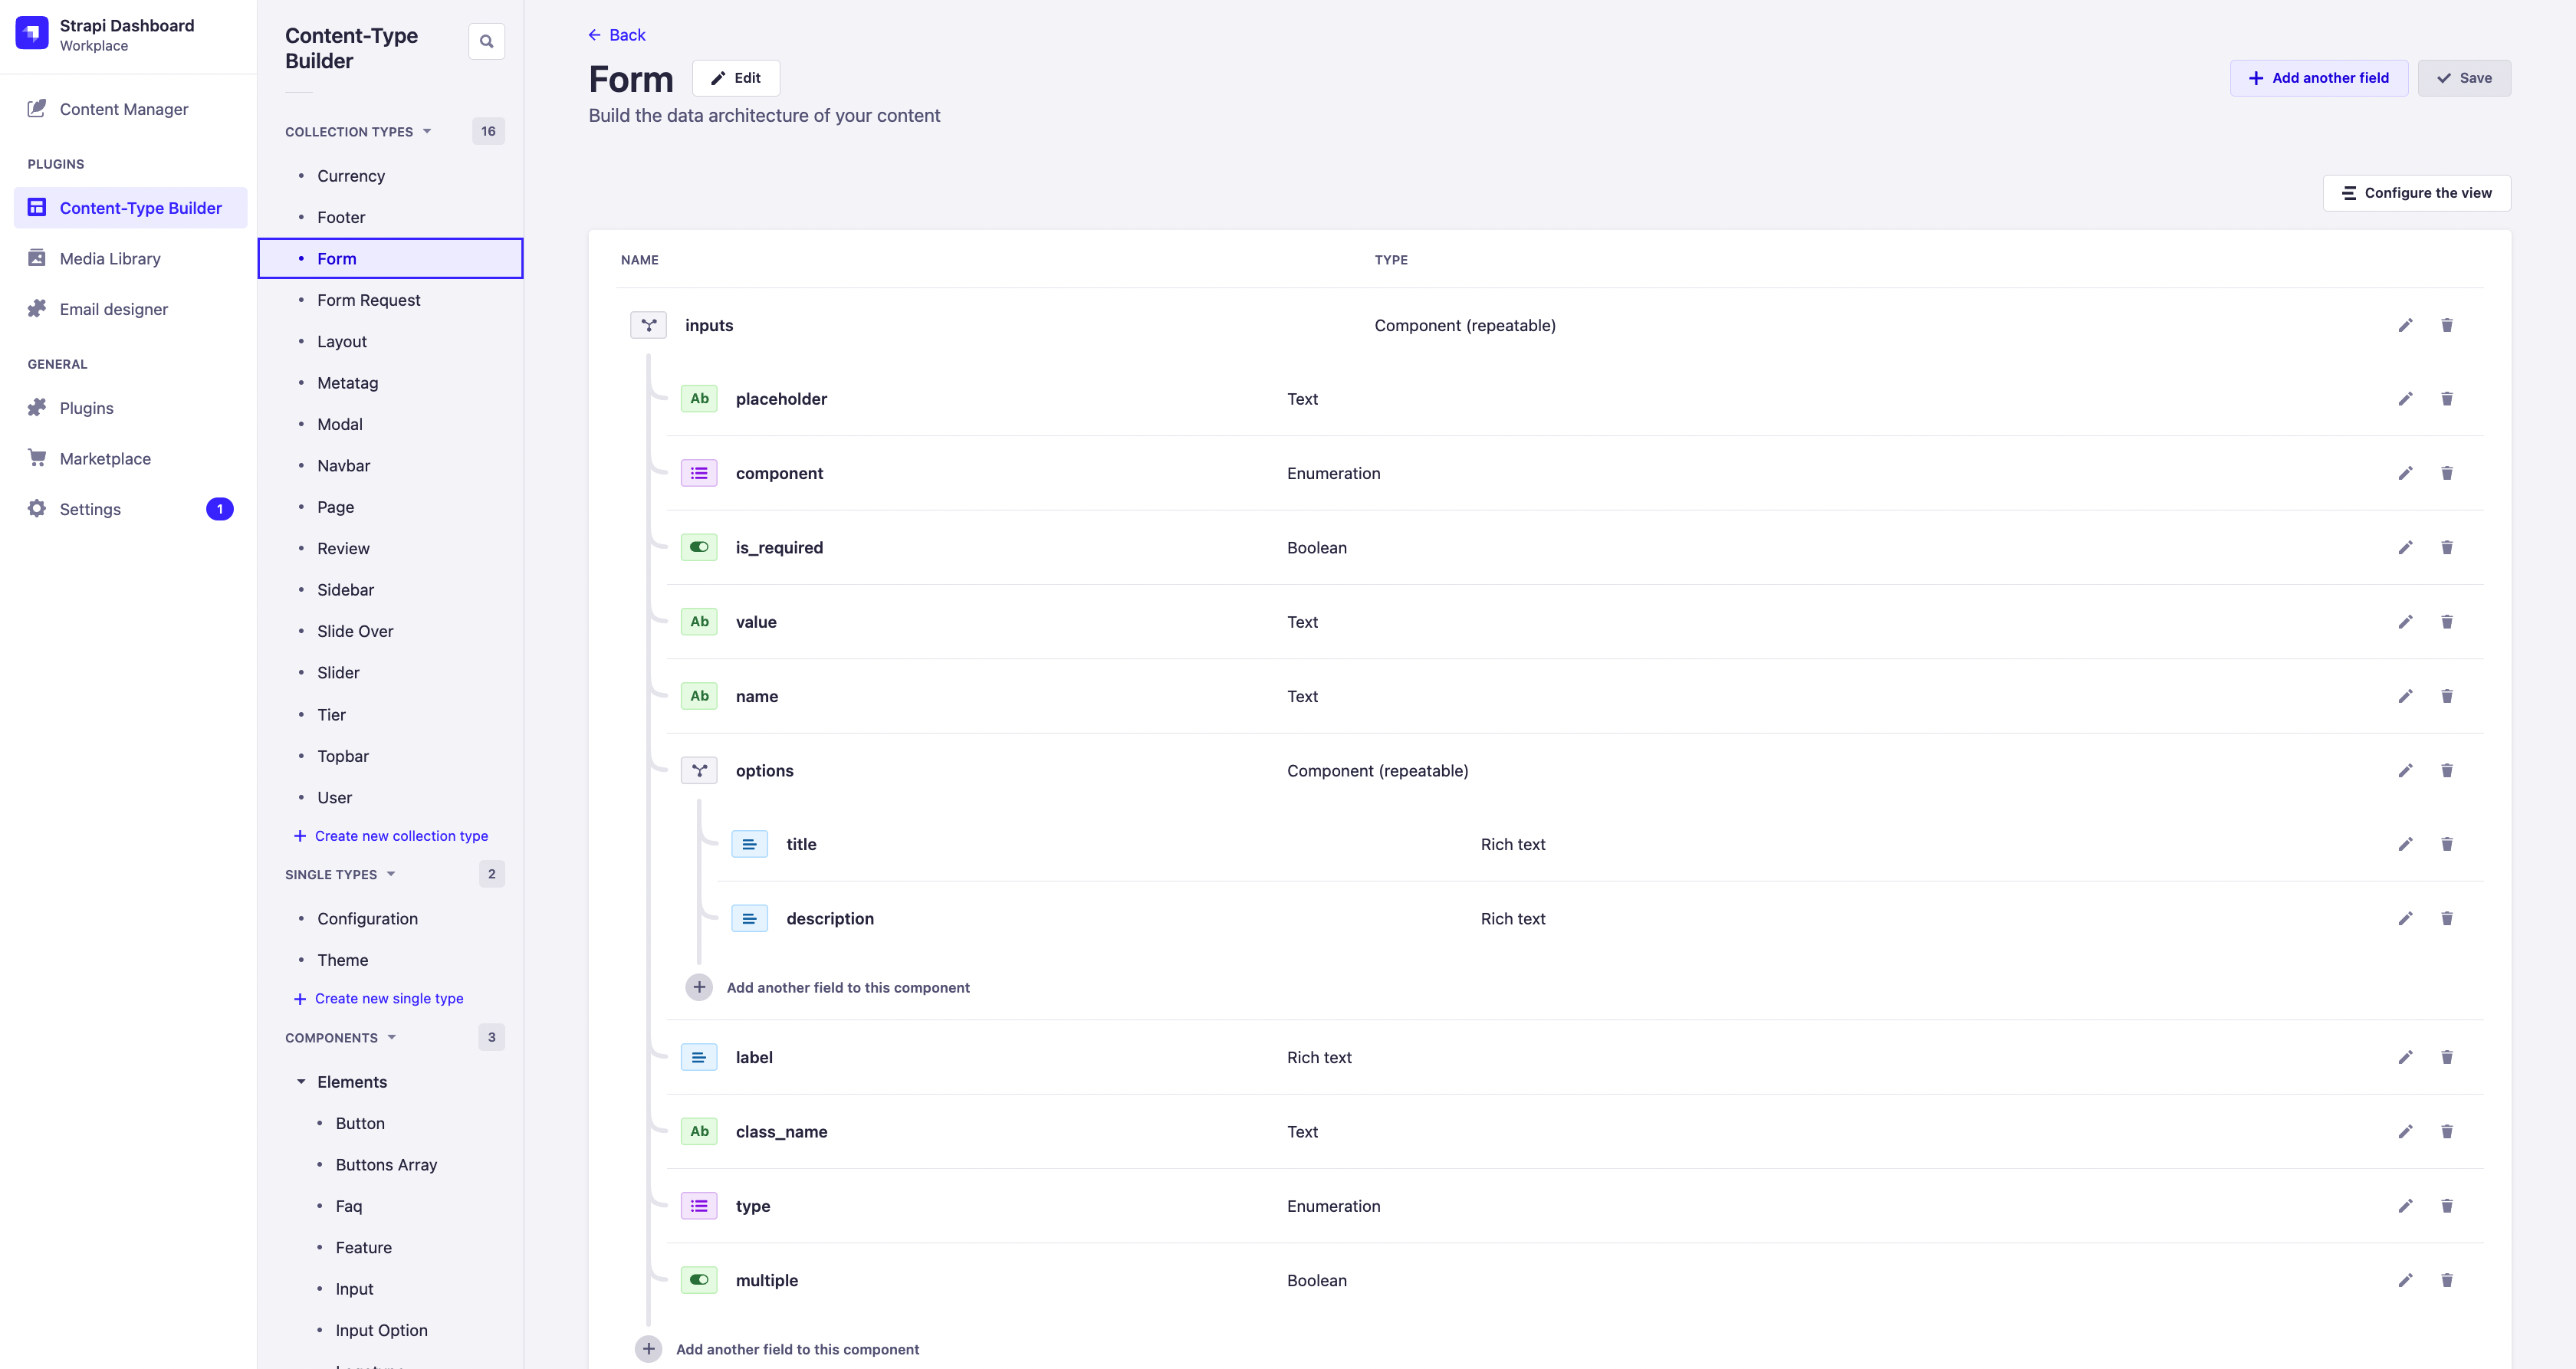 Strapi Dashboard
Workplace
Content Manager
PLUGINS
Content-Type Builder
Media Library
Email designer
GENERAL
Plugins
Marketplace
Settings
1
Content-Type
Builder
COLLECTION TYPES
16
Currency
Footer
Form
Form Request
Layout
Metatag
Modal
Navbar
Page
Review
Sidebar
Slide Over
Slider
Tier
Topbar
User
Create new collection type
SINGLE TYPES
2
Configuration
Theme
Create new single type
COMPONENTS
3
Elements
Button
Buttons Array
Faq
Feature
Input
Input Option
Back
Form
Edit
Add another field
Save
Build the data architecture of your content
Configure the view
NAME TYPE
inputs Component (repeatable)
Ab placeholder Text
component Enumeration
is_required Boolean
Ab value Text
Ab name Text
options Component (repeatable)
title Rich text
description Rich text
Add another field to this component
label Rich text
Ab class_name Text
type Enumeration
multiple Boolean
Add another field to this component